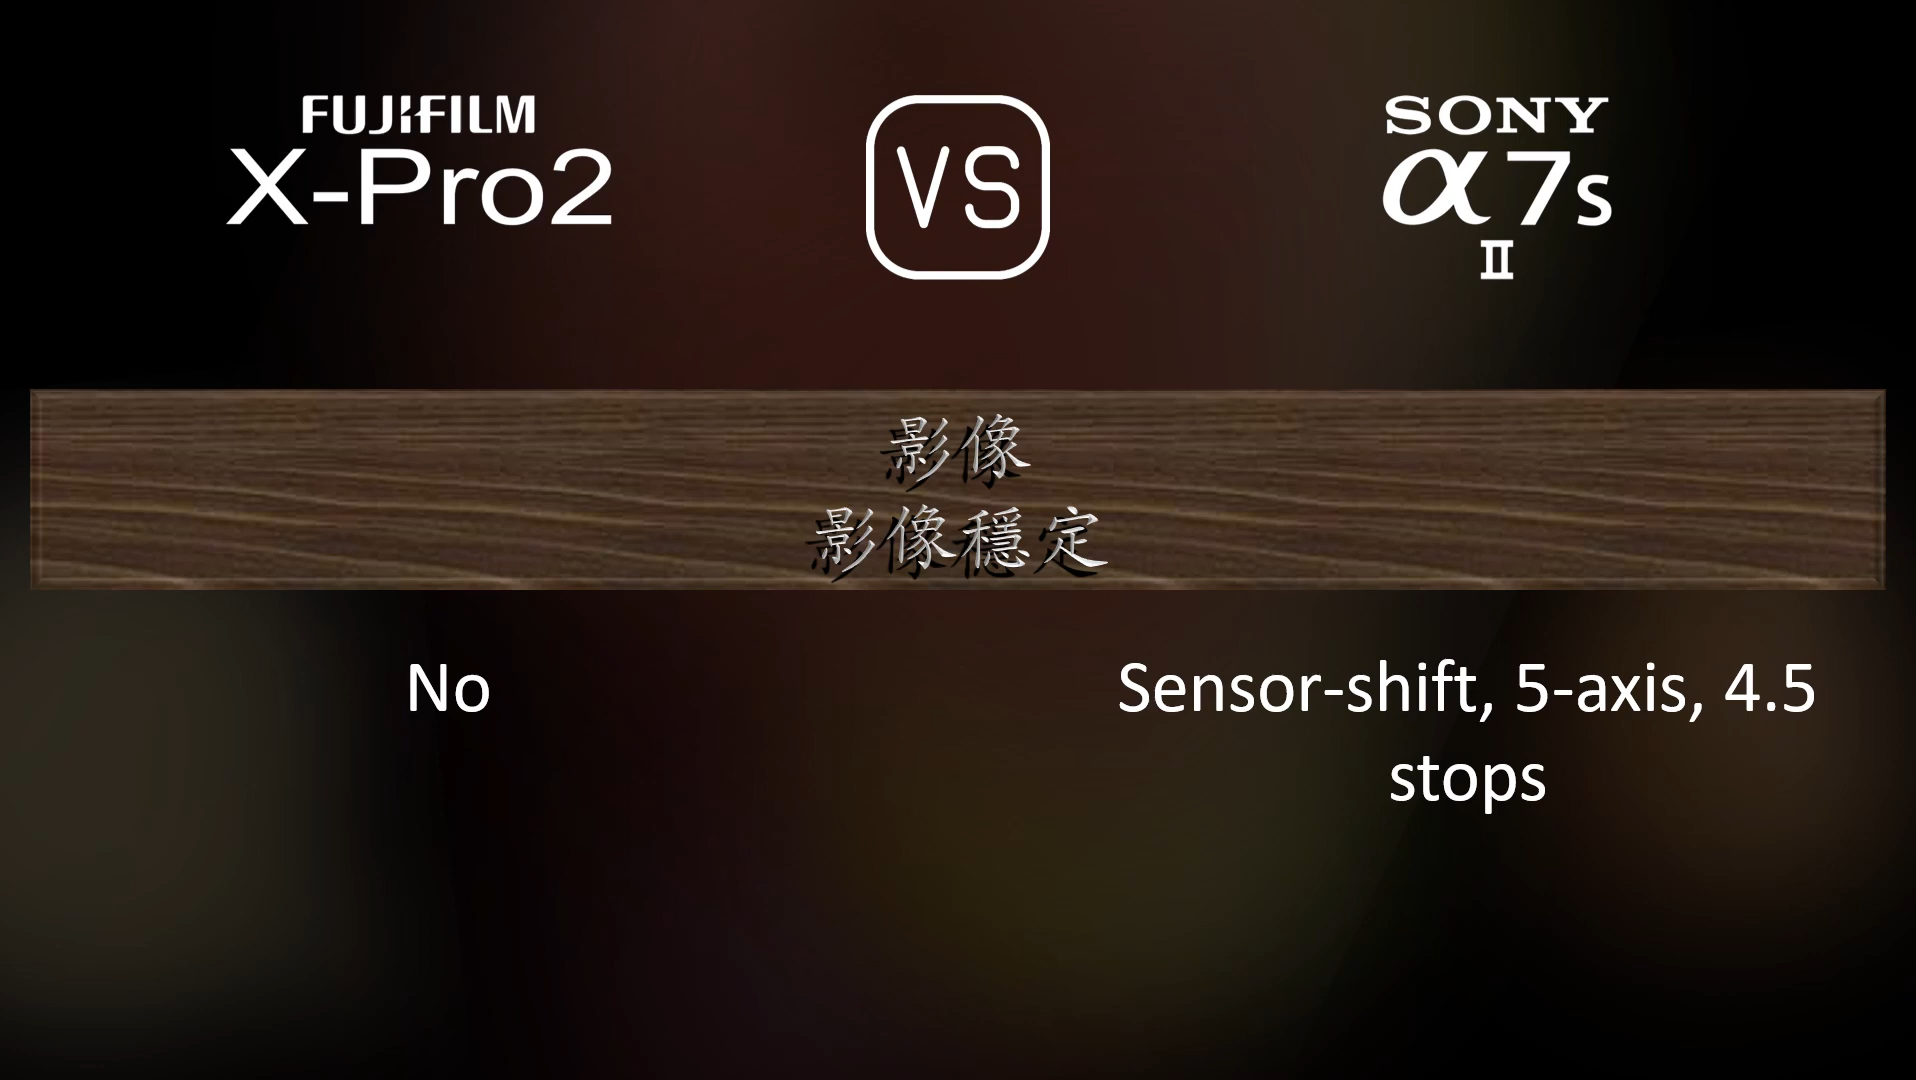 FUJIFILM
X-Pro2
VS
SONY
α7s
II
影像
影像穩定
No
Sensor-shift, 5-axis, 4.5
stops